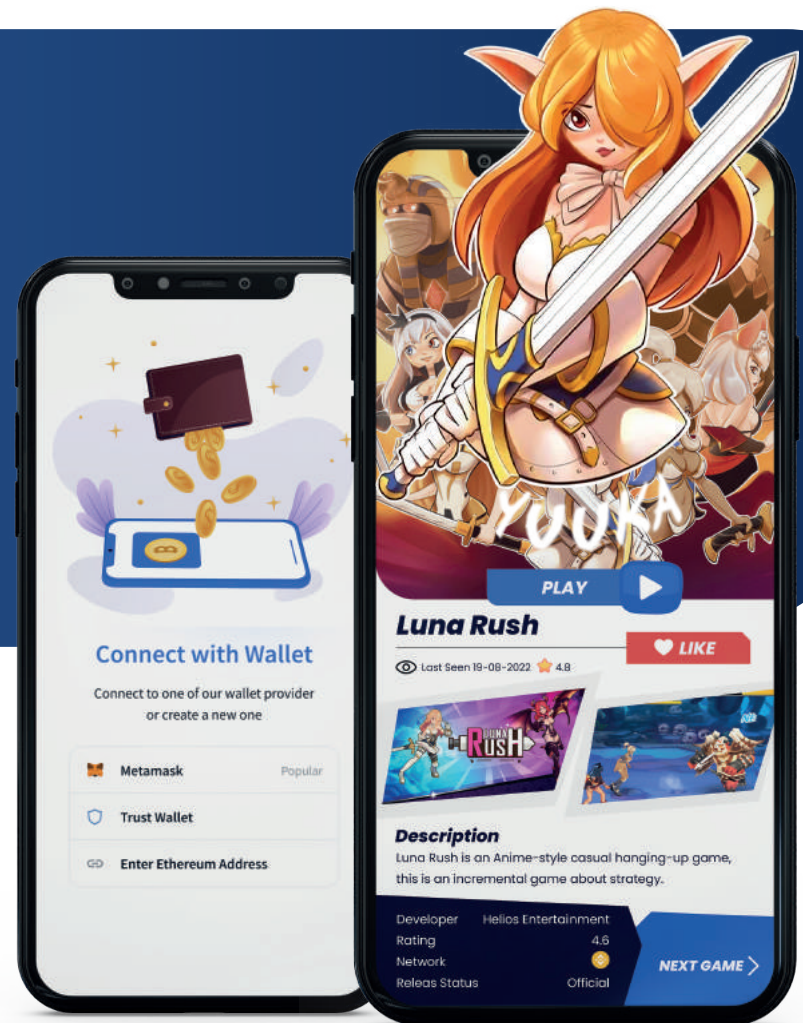 Connect with Wallet
Connect to one of our wallet provider
or create a new one
Metamask Popular
Trust Wallet
Enter Ethereum Address
YUUKA
PLAY
Luna Rush
LIKE
Last Seen 19-08-2022 4.8
LUNA
RUSH
Description
Luna Rush is an Anime-style casual hanging-up game,
this is an incremental game about strategy.
Developer Helios Entertainment
Rating 4.6
Network
Releas Status Official
NEXT GAME